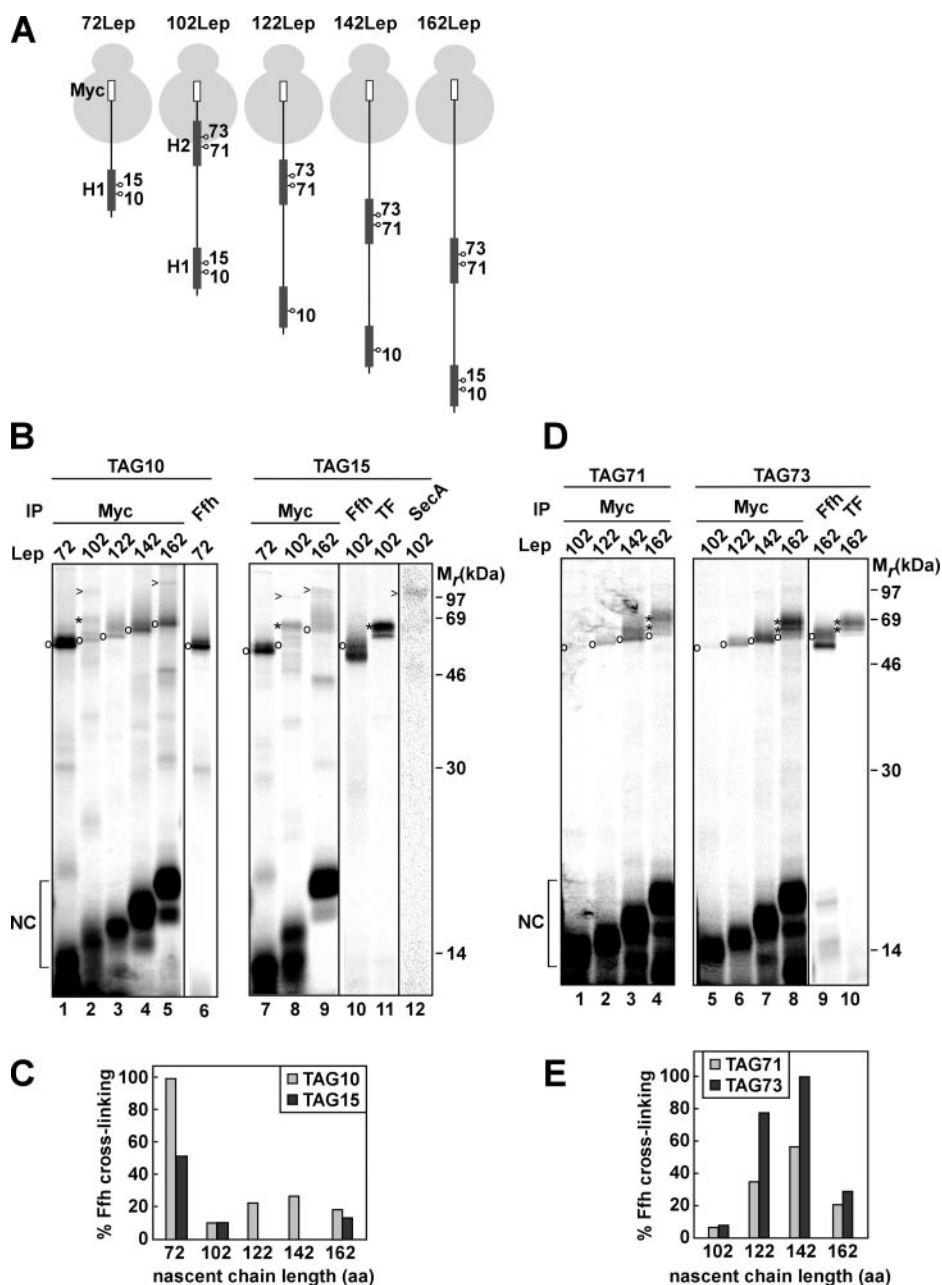 A
72Lep 102Lep 122Lep 142Lep 162Lep
Myc
H2 73
71
73
71
73
71
73
71
H1 15
10
H1 15
10
10
10
15
10
B
TAG10 TAG15
IP Myc Ffh Myc Ffh TF SecA
Lep 72 102 122 142 162 72 72 102 162 102 102 102
Mr(kDa)
> > > > >
* * *
o o o o o o o o o o
97
69
46
30
14
NC
1 2 3 4 5 6 7 8 9 10 11 12
D
TAG71 TAG73
IP Myc Myc Ffh TF
Lep 102 122 142 162 102 122 142 162 162 162
* * * * *
o o o o o o o o o
97
69
46
30
14
NC
1 2 3 4 5 6 7 8 9 10
C
TAG10
TAG15
% Ffh cross-linking
100
80
60
40
20
0
72 102 122 142 162
nascent chain length (aa)
E
TAG71
TAG73
% Ffh cross-linking
100
80
60
40
20
0
102 122 142 162
nascent chain length (aa)